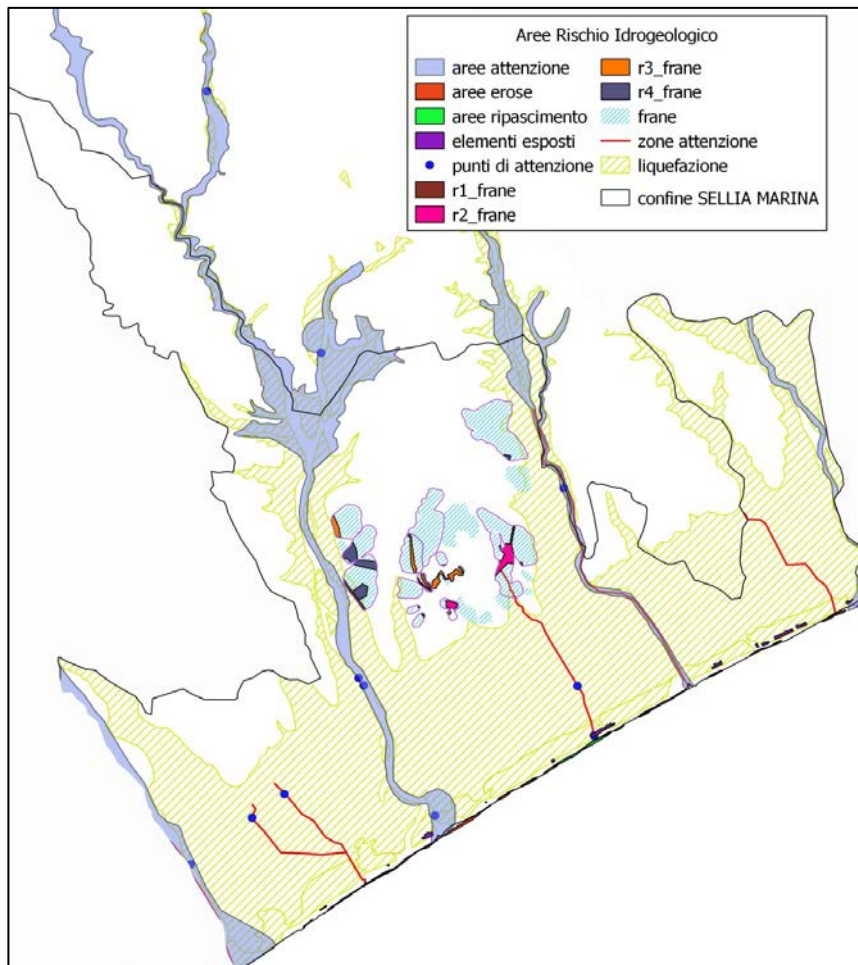 Aree Rischio Idrogeologico
aree attenzione
aree erose
aree ripascimento
elementi esposti
punti di attenzione
r1_frane
r2_frane
r3_frane
r4_frane
frane
zone attenzione
liquefazione
confine SELLIA MARINA